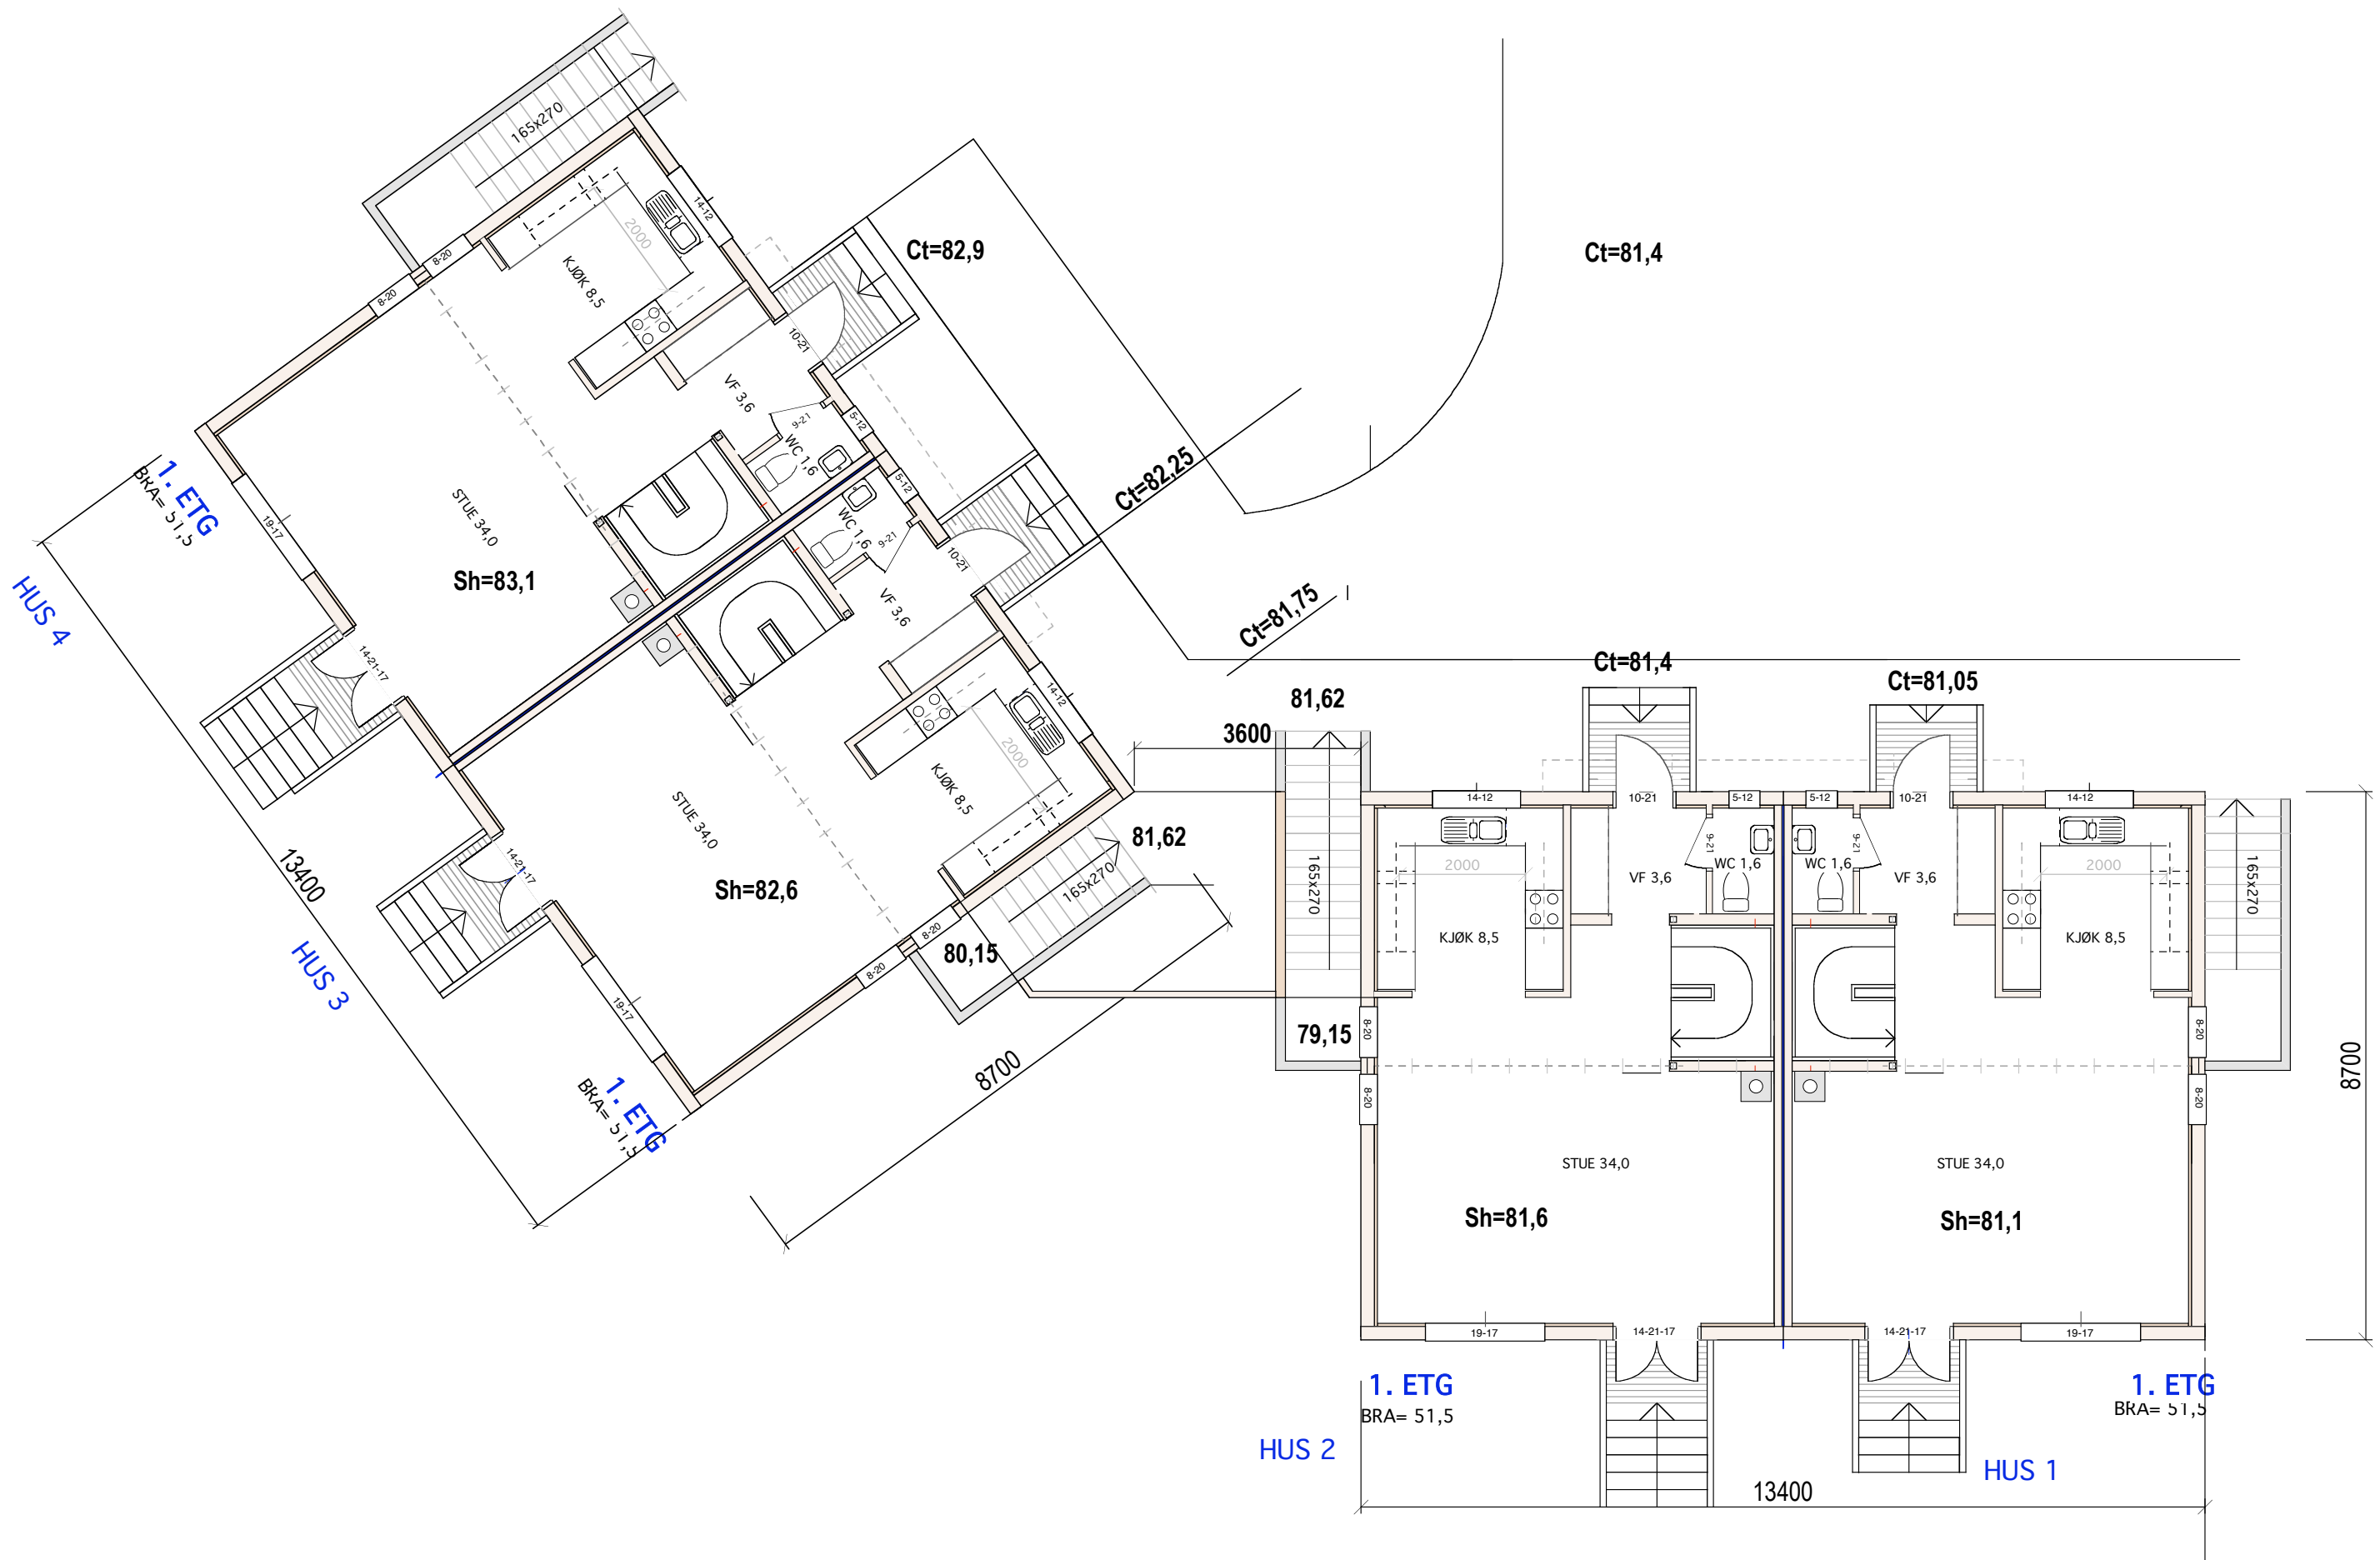 165x270
14-12
2000
8-20
8-20
KJØK 8,5
10-21
VF 3,6
9-21
5-12
WC 1,6
Ct=82,9
Ct=81,4
1. ETG
BRA= 51,5
19-17
STUE 34,0
Sh=83,1
HUS 4
14-21-17
5-12
WC 1,6
9-21
10-21
VF 3,6
Ct=82,25
Ct=81,75
14-12
2000
KJØK 8,5
STUE 34,0
Sh=82,6
13400
HUS 3
14-21-17
19-17
8-20
8-20
165x270
80,15
81,62
8700
1. ETG
BRA= 51,5
81,62
3600
Ct=81,4
Ct=81,05
14-12
10-21
5-12
5-12
10-21
14-12
165x270
2000
VF 3,6
9-21
WC 1,6
WC 1,6
9-21
VF 3,6
2000
165x270
KJØK 8,5
KJØK 8,5
79,15
8-20
8-20
8-20
8-20
8700
STUE 34,0
STUE 34,0
Sh=81,6
Sh=81,1
19-17
14-21-17
14-21-17
19-17
1. ETG
BRA= 51,5
1. ETG
BRA= 51,5
HUS 2
HUS 1
13400